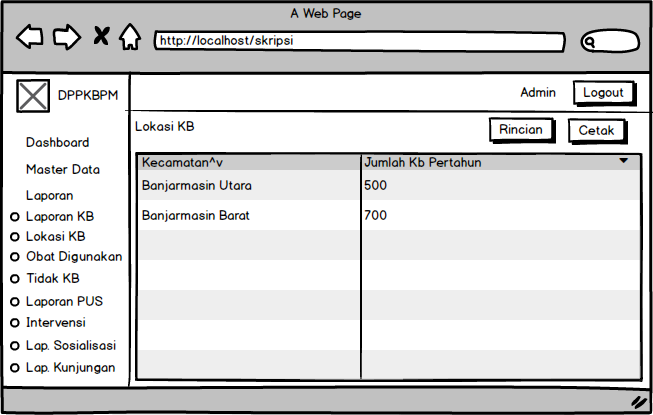 A Web Page
http://localhost/skripsi
DPPKBPM
Admin
Logout
Dashboard
Master Data
Laporan
Laporan KB
Lokasi KB
Obat Digunakan
Tidak KB
Laporan PUS
Intervensi
Lap. Sosialisasi
Lap. Kunjungan
Lokasi KB
Rincian
Cetak
Kecamatan^v
Jumlah Kb Pertahun
Banjarmasin Utara
500
Banjarmasin Barat
700